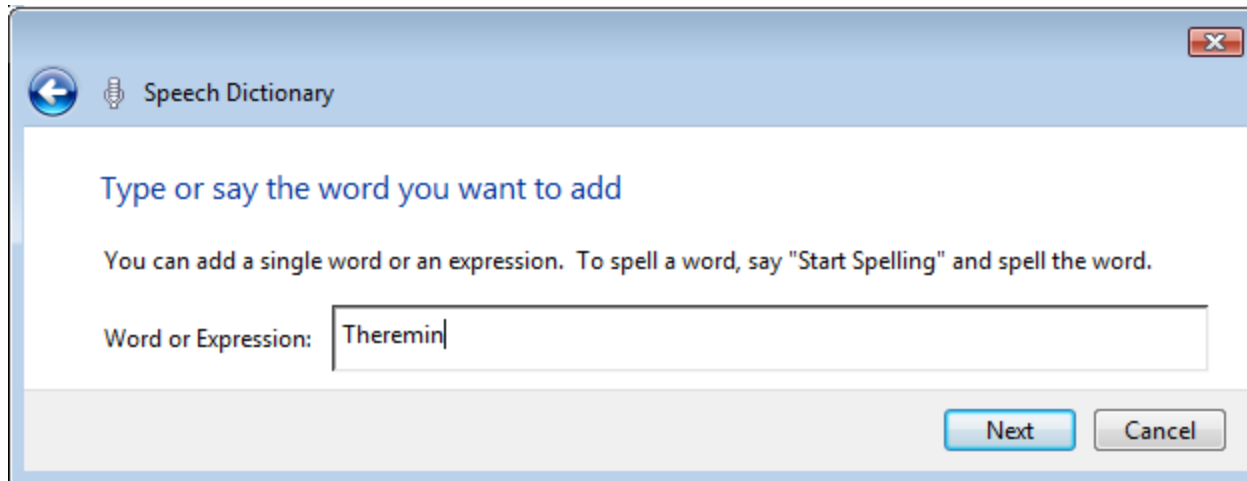 Speech Dictionary
Type or say the word you want to add
You can add a single word or an expression.  To spell a word, say "Start Spelling" and spell the word.
Word or Expression: Theremin
Next Cancel